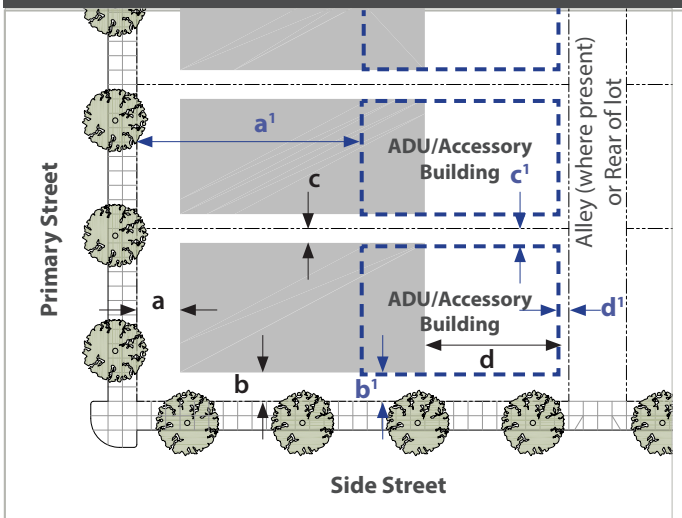 a¹
ADU/Accessory
Building
c
c¹
Primary Street
Alley (where present)
or Rear of lot
ADU/Accessory
Building
a
d¹
d
b
b¹
Side Street